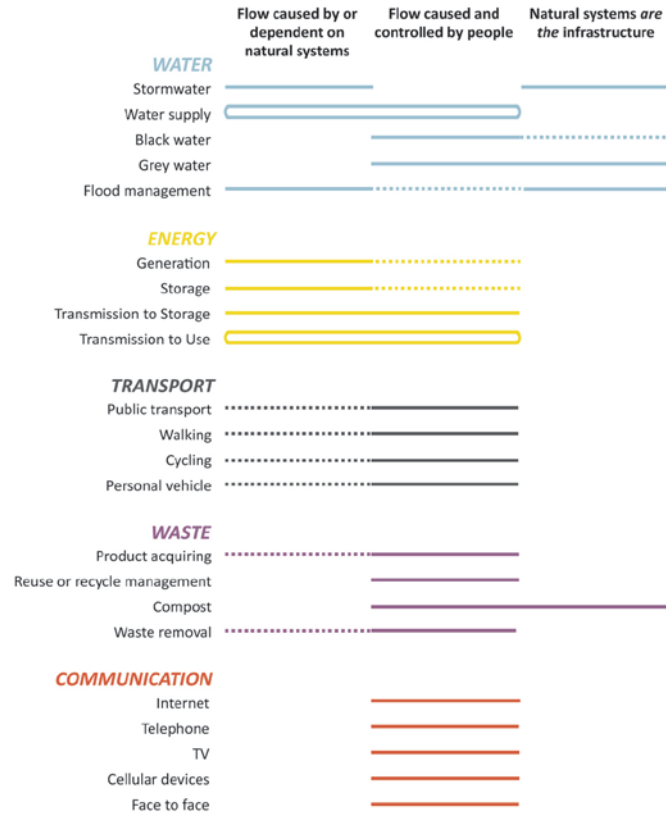 Flow caused by or
dependent on
natural systems
Flow caused and
controlled by people
Natural systems are
the infrastructure
WATER
Stormwater
Water supply
Black water
Grey water
Flood management
ENERGY
Generation
Storage
Transmission to Storage
Transmission to Use
TRANSPORT
Public transport
Walking
Cycling
Personal vehicle
WASTE
Product acquiring
Reuse or recycle management
Compost
Waste removal
COMMUNICATION
Internet
Telephone
TV
Cellular devices
Face to face